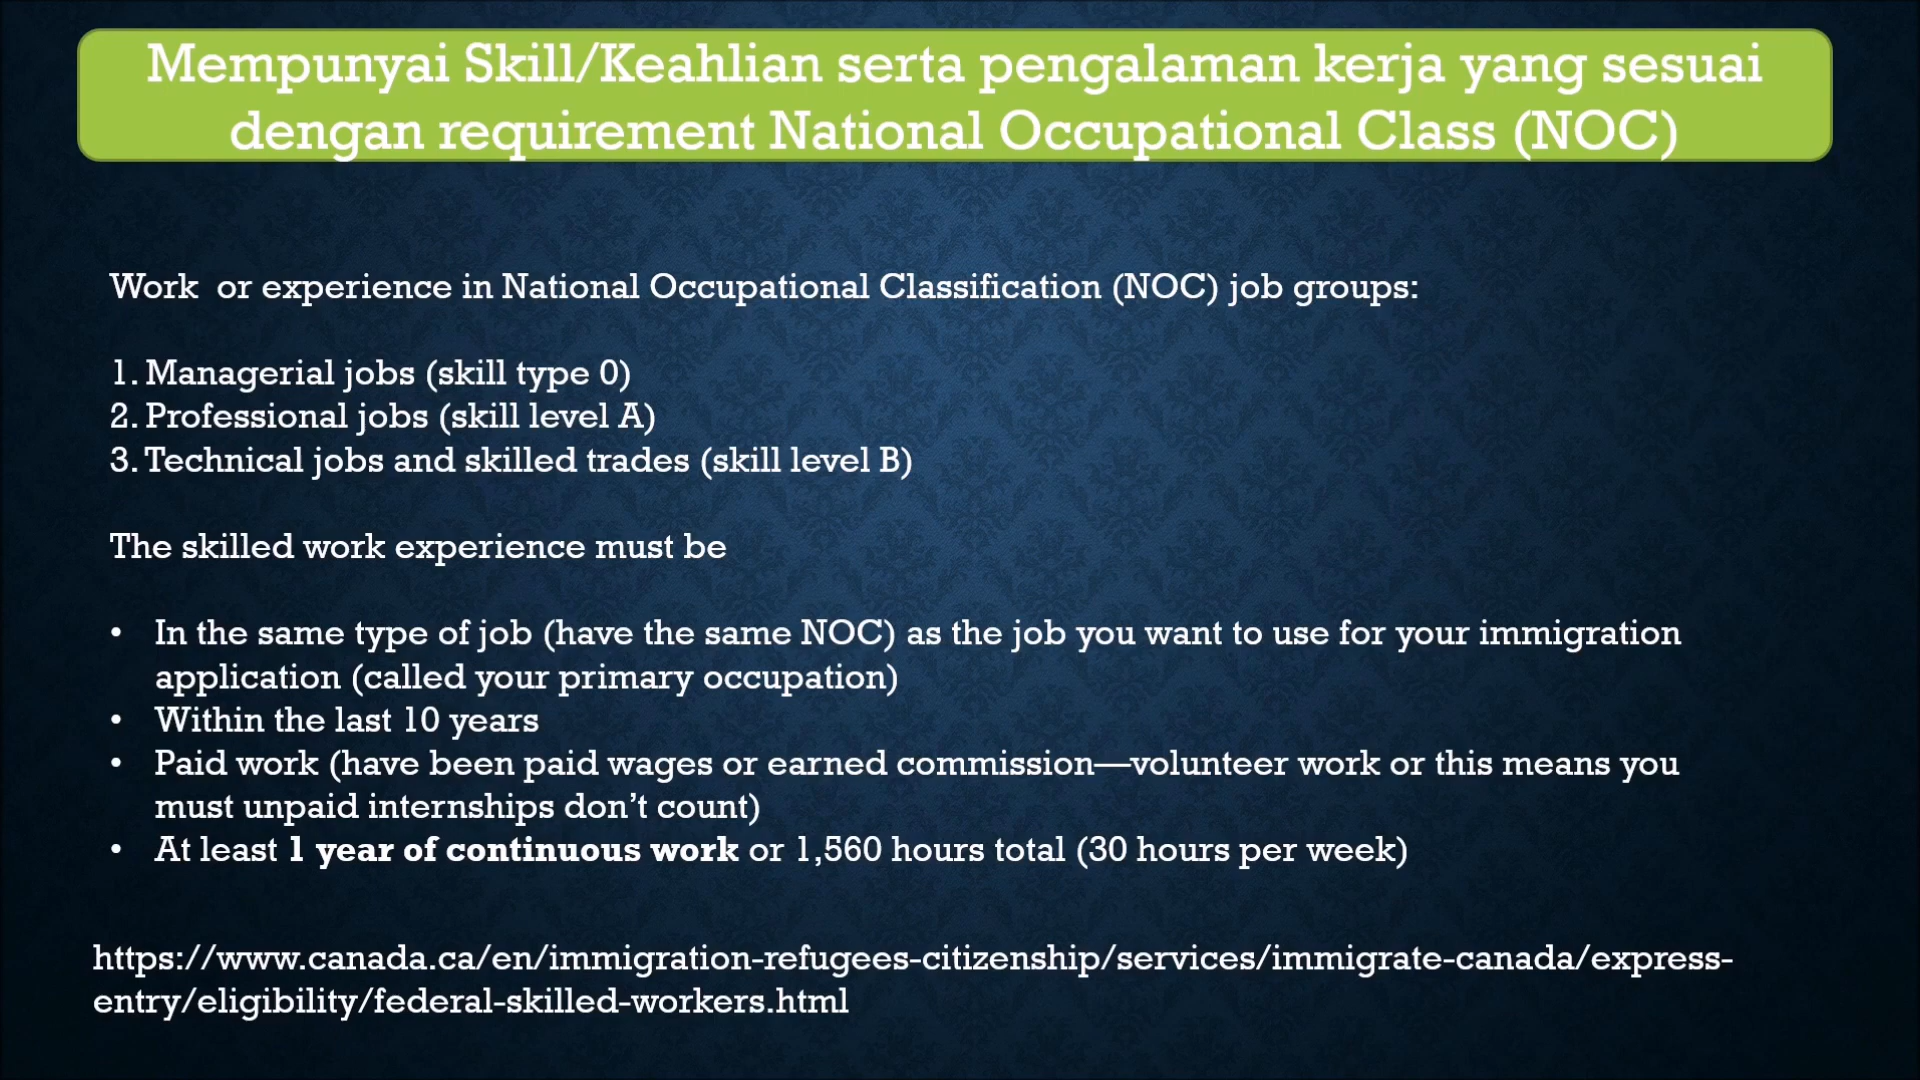 Mempunyai Skill/Keahlian serta pengalaman kerja yang sesuai
dengan requirement National Occupational Class (NOC)
Work or experience in National Occupational Classification (NOC) job groups:
1. Managerial jobs (skill type 0)
2. Professional jobs (skill level A)
3. Technical jobs and skilled trades (skill level B)
The skilled work experience must be
• In the same type of job (have the same NOC) as the job you want to use for your immigration
application (called your primary occupation)
• Within the last 10 years
• Paid work (have been paid wages or earned commission—volunteer work or this means you
must unpaid internships don’t count)
• At least 1 year of continuous work or 1,560 hours total (30 hours per week)
https://www.canada.ca/en/immigration-refugees-citizenship/services/immigrate-canada/express-
entry/eligibility/federal-skilled-workers.html